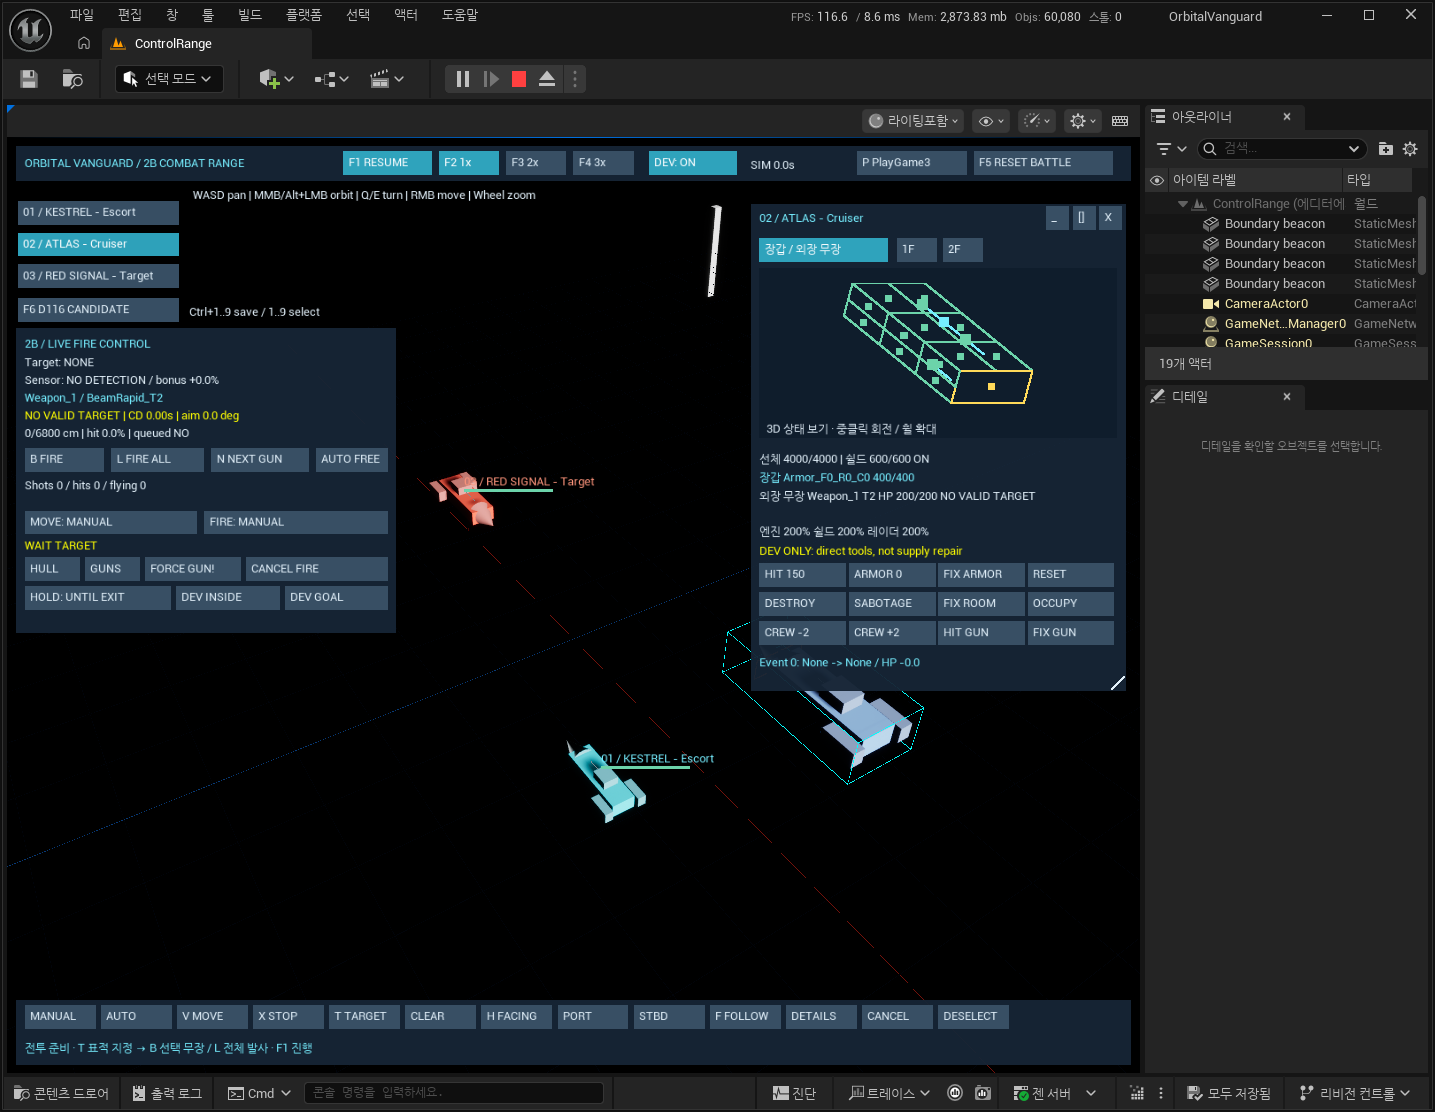 파일 편집 창 툴 빌드 플랫폼 선택 액터 도움말 FPS: 116.6 / 8.6 ms Mem: 2,873.83 mb Objs: 60,080 스톨: 0 OrbitalVanguard
ControlRange
선택 모드
라이팅포함
ORBITAL VANGUARD / 2B COMBAT RANGE F1 RESUME F2 1x F3 2x F4 3x DEV: ON SIM 0.0s P PlayGame3 F5 RESET BATTLE
WASD pan | MMB/Alt+LMB orbit | Q/E turn | RMB move | Wheel zoom
01 / KESTREL - Escort
02 / ATLAS - Cruiser
03 / RED SIGNAL - Target
F6 D116 CANDIDATE Ctrl+1..9 save / 1..9 select
2B / LIVE FIRE CONTROL
Target: NONE
Sensor: NO DETECTION / bonus +0.0%
Weapon_1 / BeamRapid_T2
NO VALID TARGET | CD 0.00s | aim 0.0 deg
0/6800 cm | hit 0.0% | queued NO
B FIRE L FIRE ALL N NEXT GUN AUTO FREE
Shots 0 / hits 0 / flying 0
MOVE: MANUAL FIRE: MANUAL
WAIT TARGET
HULL GUNS FORCE GUN! CANCEL FIRE
HOLD: UNTIL EXIT DEV INSIDE DEV GOAL
/ RED SIGNAL - Target
01 / KESTREL - Escort
02 / ATLAS - Cruiser _ [] X
장갑 / 외장 무장 1F 2F
3D 상태 보기 · 중클릭 회전 / 휠 확대
선체 4000/4000 | 쉴드 600/600 ON
장갑 Armor_F0_R0_C0 400/400
외장 무장 Weapon_1 T2 HP 200/200 NO VALID TARGET
엔진 200% 쉴드 200% 레이더 200%
DEV ONLY: direct tools, not supply repair
HIT 150 ARMOR 0 FIX ARMOR RESET
DESTROY SABOTAGE FIX ROOM OCCUPY
CREW -2 CREW +2 HIT GUN FIX GUN
Event 0: None -> None / HP -0.0
MANUAL AUTO V MOVE X STOP T TARGET CLEAR H FACING PORT STBD F FOLLOW DETAILS CANCEL DESELECT
전투 준비 · T 표적 지정 → B 선택 무장 / L 전체 발사 · F1 진행
아웃라이너
검색...
아이템 라벨 타입
ControlRange (에디터에 월드
Boundary beacon StaticMesh
Boundary beacon StaticMesh
Boundary beacon StaticMesh
Boundary beacon StaticMesh
CameraActor0 CameraAct
GameNet...Manager0 GameNetw
GameSession0 GameSess
19개 액터
디테일
디테일을 확인할 오브젝트를 선택합니다.
콘텐츠 드로어 출력 로그 Cmd 콘솔 명령을 입력하세요. 진단 트레이스 젠 서버 모두 저장됨 리비전 컨트롤